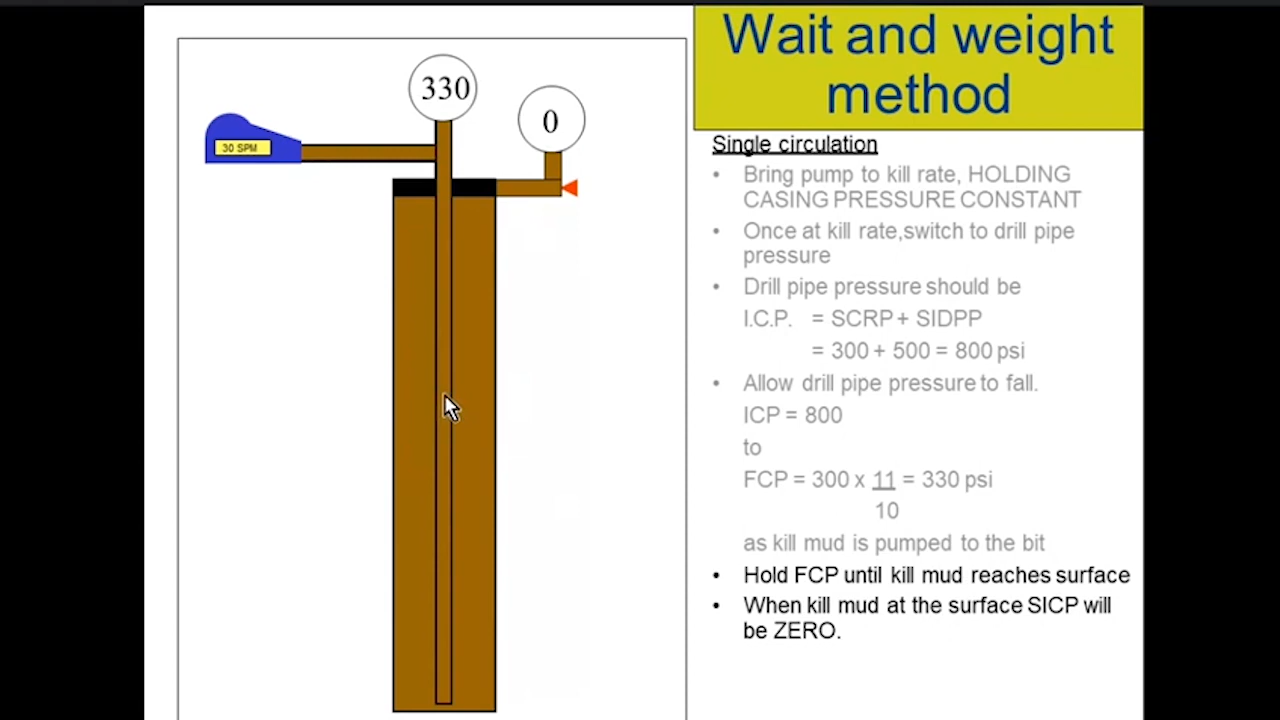 Wait and weight
method
330
0
30 SPM
Single circulation
• Bring pump to kill rate, HOLDING
CASING PRESSURE CONSTANT
• Once at kill rate,switch to drill pipe
pressure
• Drill pipe pressure should be
I.C.P. = SCRP + SIDPP
= 300 + 500 = 800 psi
• Allow drill pipe pressure to fall.
ICP = 800
to
FCP = 300 x 11 = 330 psi
10
as kill mud is pumped to the bit
• Hold FCP until kill mud reaches surface
• When kill mud at the surface SICP will
be ZERO.